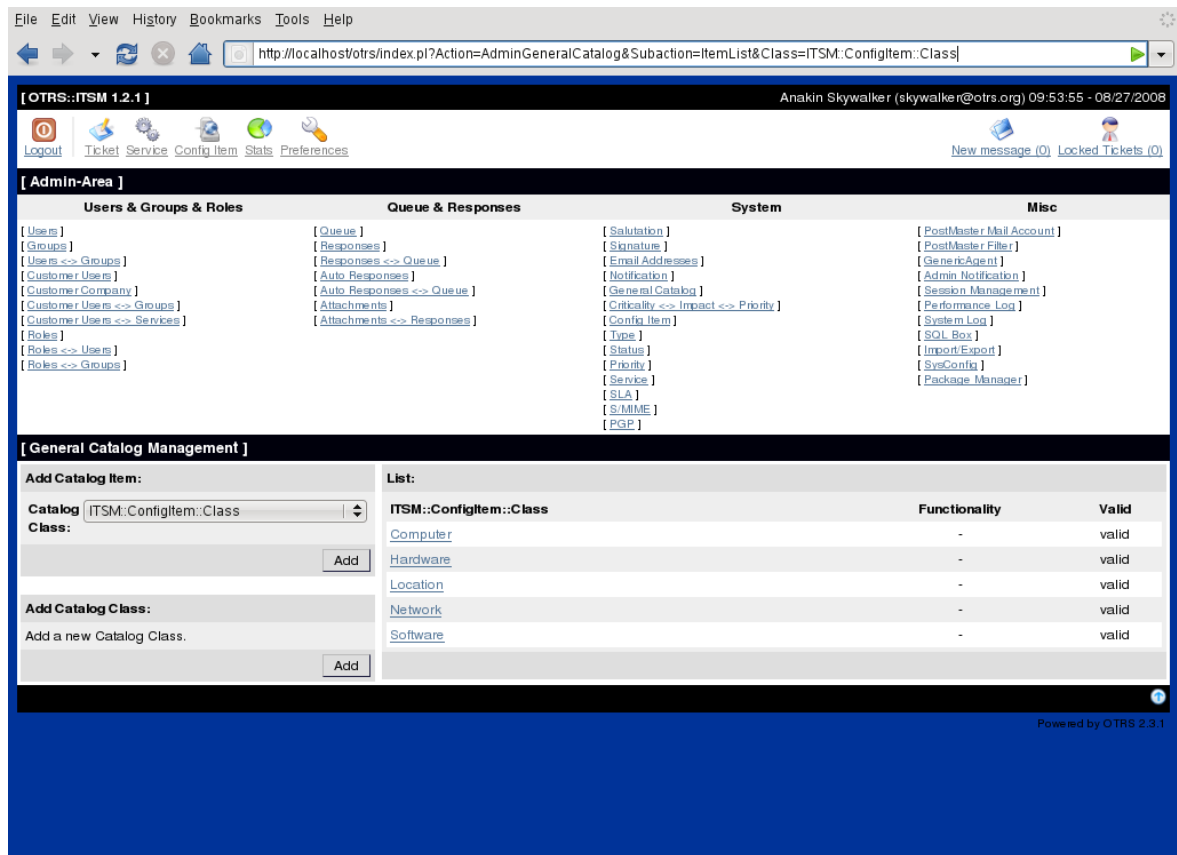 File Edit View History Bookmarks Tools Help
http://localhost/otrs/index.pl?Action=AdminGeneralCatalog&Subaction=ItemList&Class=ITSM::ConfigItem::Class
[ OTRS::ITSM 1.2.1 ] Anakin Skywalker (skywalker@otrs.org) 09:53:55 - 08/27/2008
Logout Ticket Service Config Item Stats Preferences New message (0) Locked Tickets (0)
[ Admin-Area ]
Users & Groups & Roles Queue & Responses System Misc
[ Users ] [ Queue ] [ Salutation ] [ PostMaster Mail Account ]
[ Groups ] [ Responses ] [ Signature ] [ PostMaster Filter ]
[ Users <-> Groups ] [ Responses <-> Queue ] [ Email Addresses ] [ GenericAgent ]
[ Customer Users ] [ Auto Responses ] [ Notification ] [ Admin Notification ]
[ Customer Company ] [ Auto Responses <-> Queue ] [ General Catalog ] [ Session Management ]
[ Customer Users <-> Groups ] [ Attachments ] [ Criticality <-> Impact <-> Priority ] [ Performance Log ]
[ Customer Users <-> Services ] [ Attachments <-> Responses ] [ Config Item ] [ System Log ]
[ Roles ] [ Type ] [ SQL Box ]
[ Roles <-> Users ] [ Status ] [ Import/Export ]
[ Roles <-> Groups ] [ Priority ] [ SysConfig ]
[ Service ] [ Package Manager ]
[ SLA ]
[ S/MIME ]
[ PGP ]
[ General Catalog Management ]
Add Catalog Item: List:
Catalog Class: ITSM::ConfigItem::Class
Add
Add Catalog Class:
Add a new Catalog Class.
Add
ITSM::ConfigItem::Class Functionality Valid
Computer - valid
Hardware - valid
Location - valid
Network - valid
Software - valid
Powered by OTRS 2.3.1